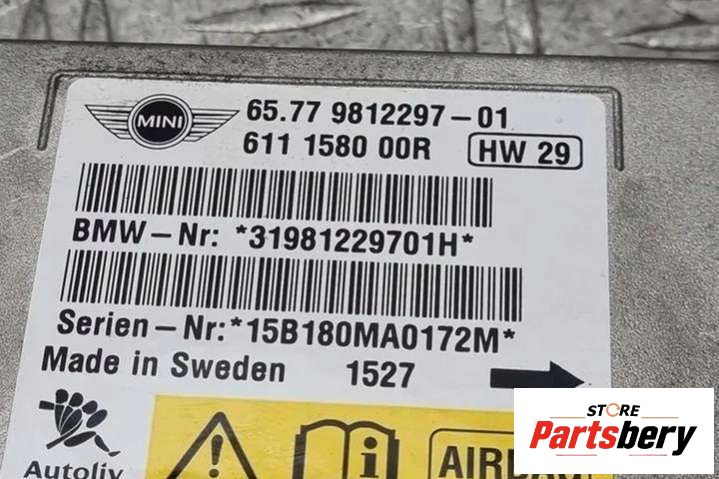 MINI
65.77 9812297-01
611 1580 00R HW 29
BMW-Nr: *31981229701H*
Serien-Nr:*15B180MA0172M*
Made in Sweden 1527
Autoliv
AIRBAG
STORE
Partsbery